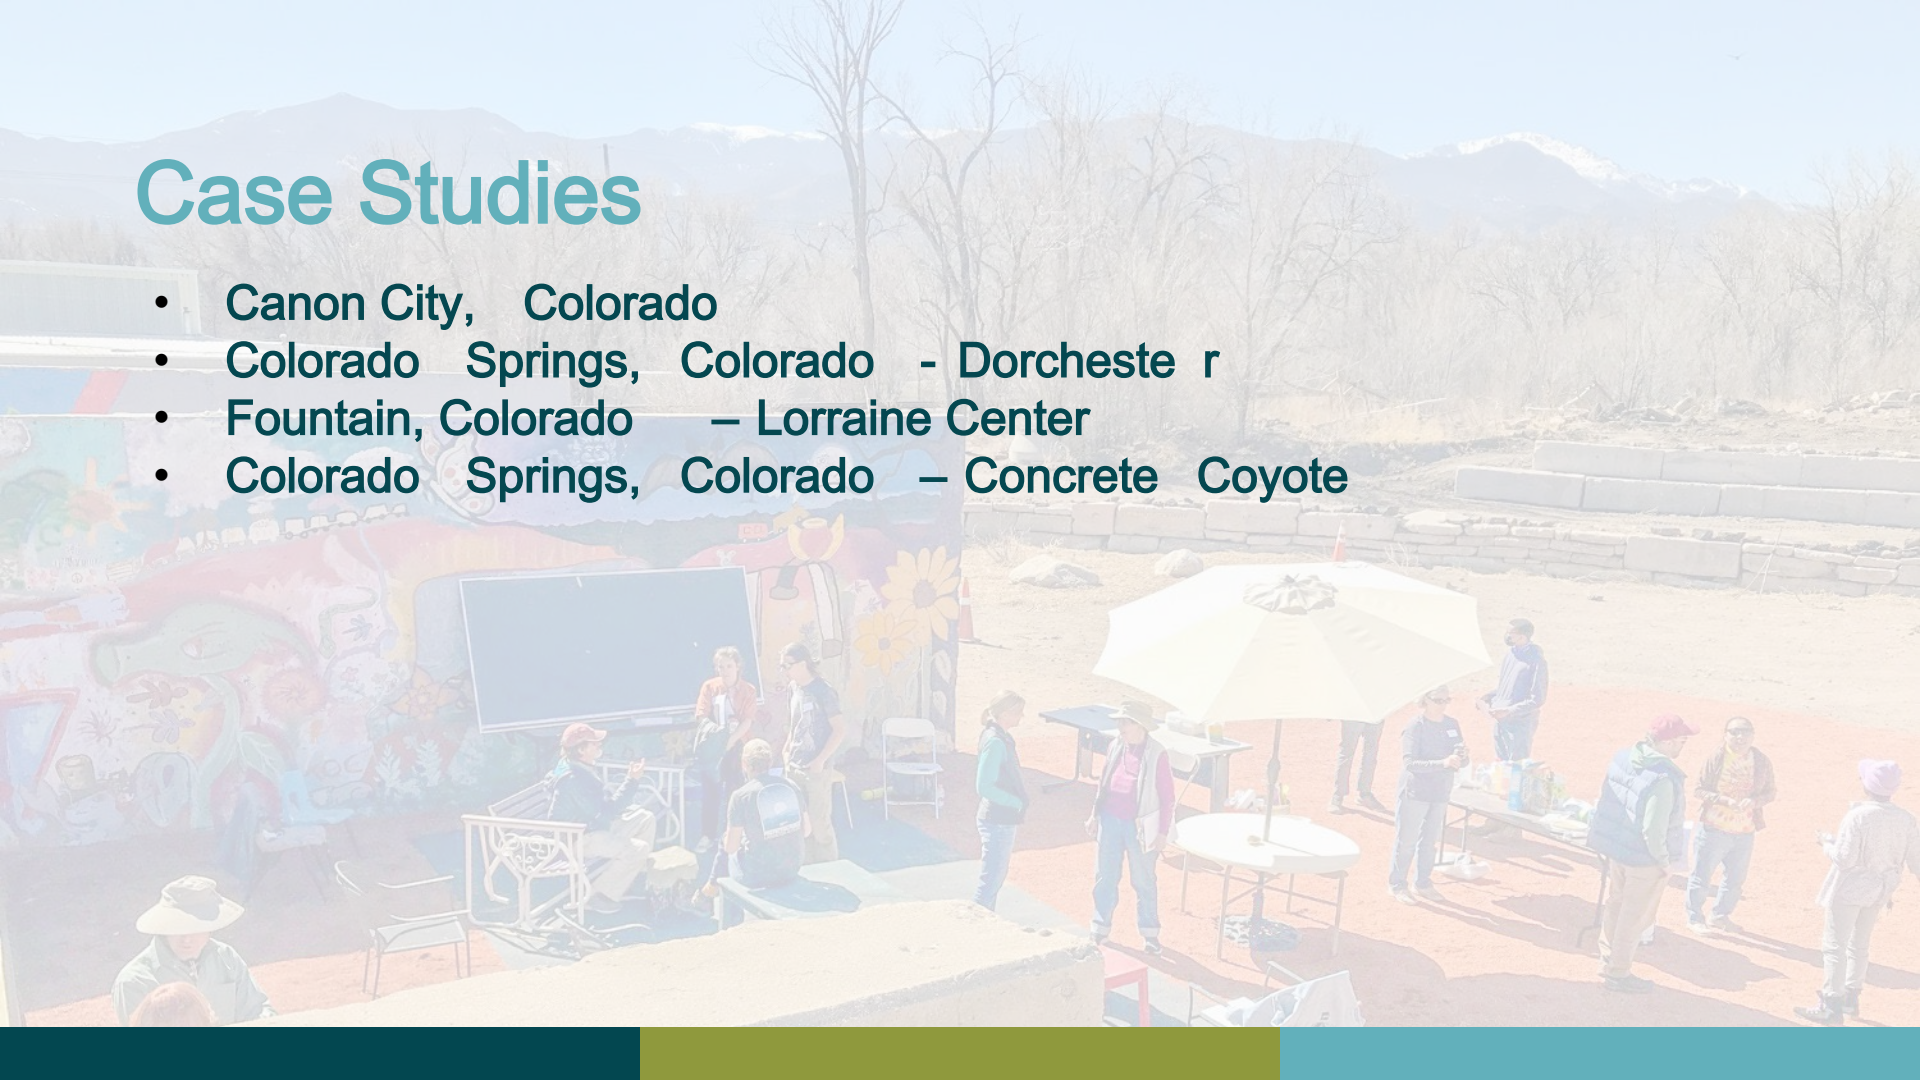 Case Studies
• Canon City, Colorado
• Colorado Springs, Colorado - Dorcheste r
• Fountain, Colorado – Lorraine Center
• Colorado Springs, Colorado – Concrete Coyote